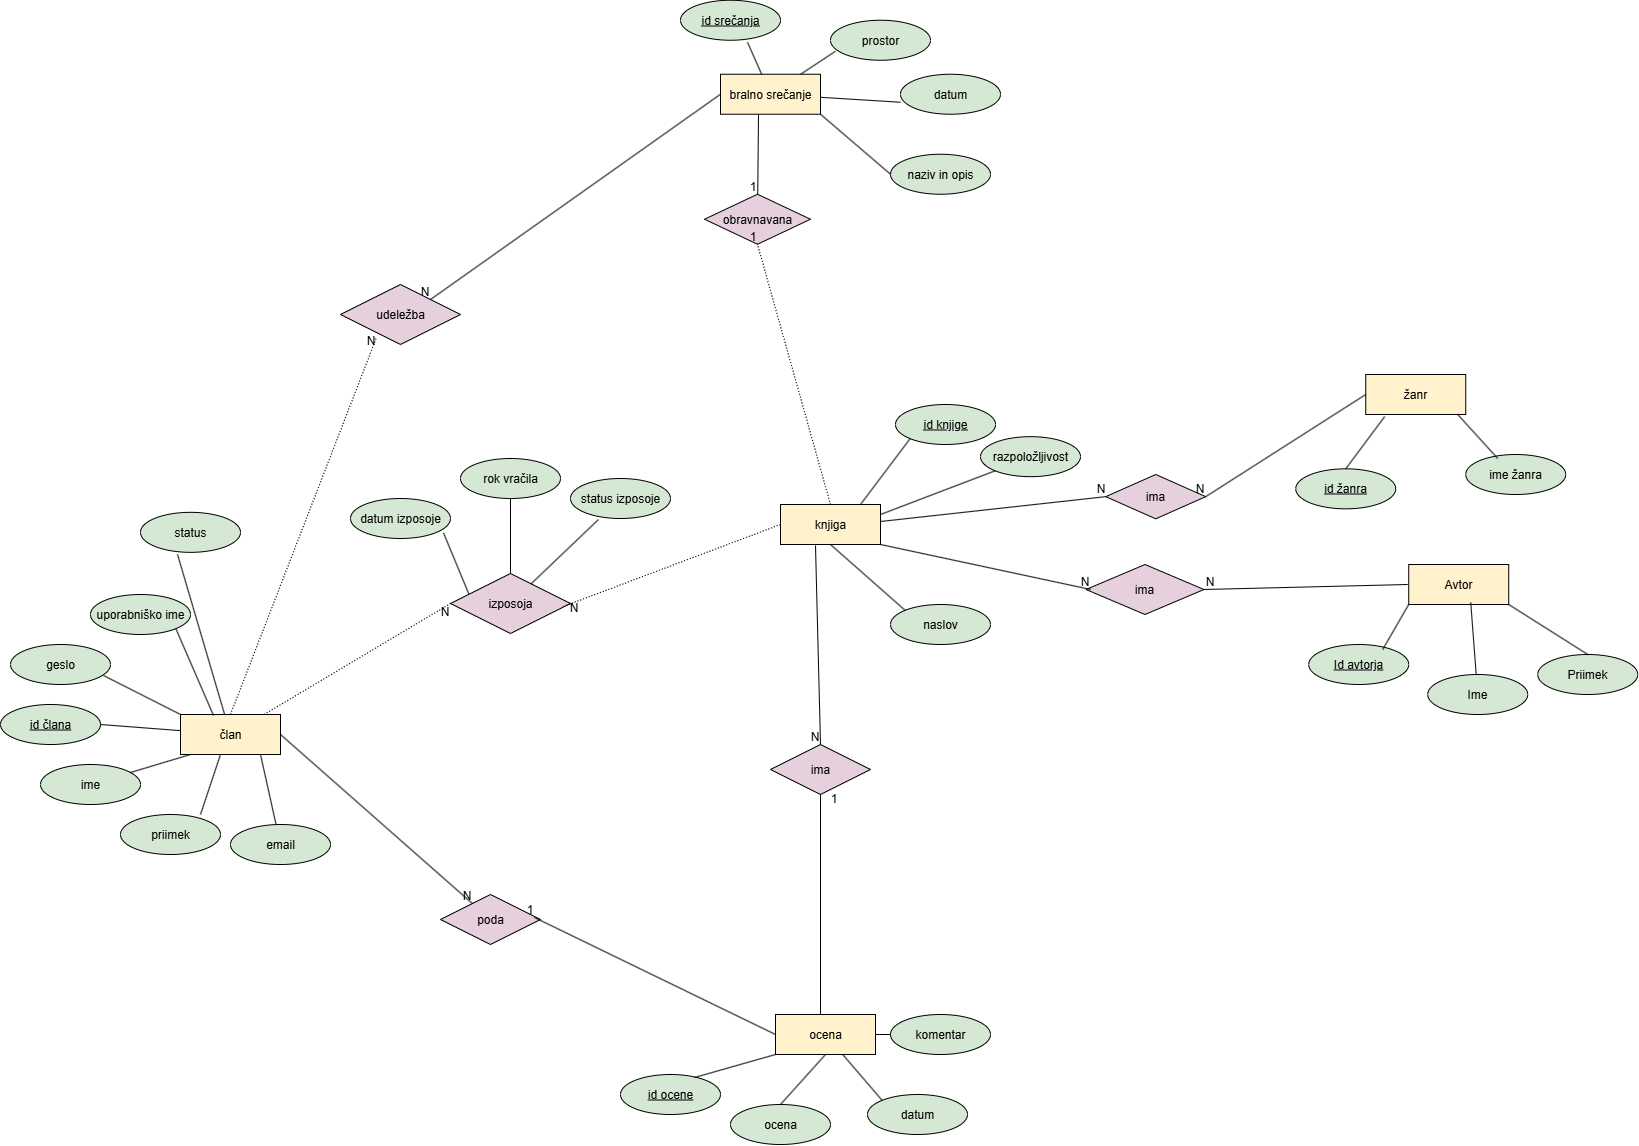 id srečanja
prostor
bralno srečanje
datum
naziv in opis
1
obravnavana
1
N
udeležba
N
žanr
id knjige
razpoložljivost
rok vračila
status izposoje
datum izposoje
ime žanra
id žanra
N
ima
N
knjiga
status
N
ima
N
Avtor
izposoja
N
N
uporabniško ime
naslov
geslo
Id avtorja
Ime
Priimek
id člana
član
N
ima
1
ime
priimek
email
N
poda
1
ocena
komentar
id ocene
ocena
datum